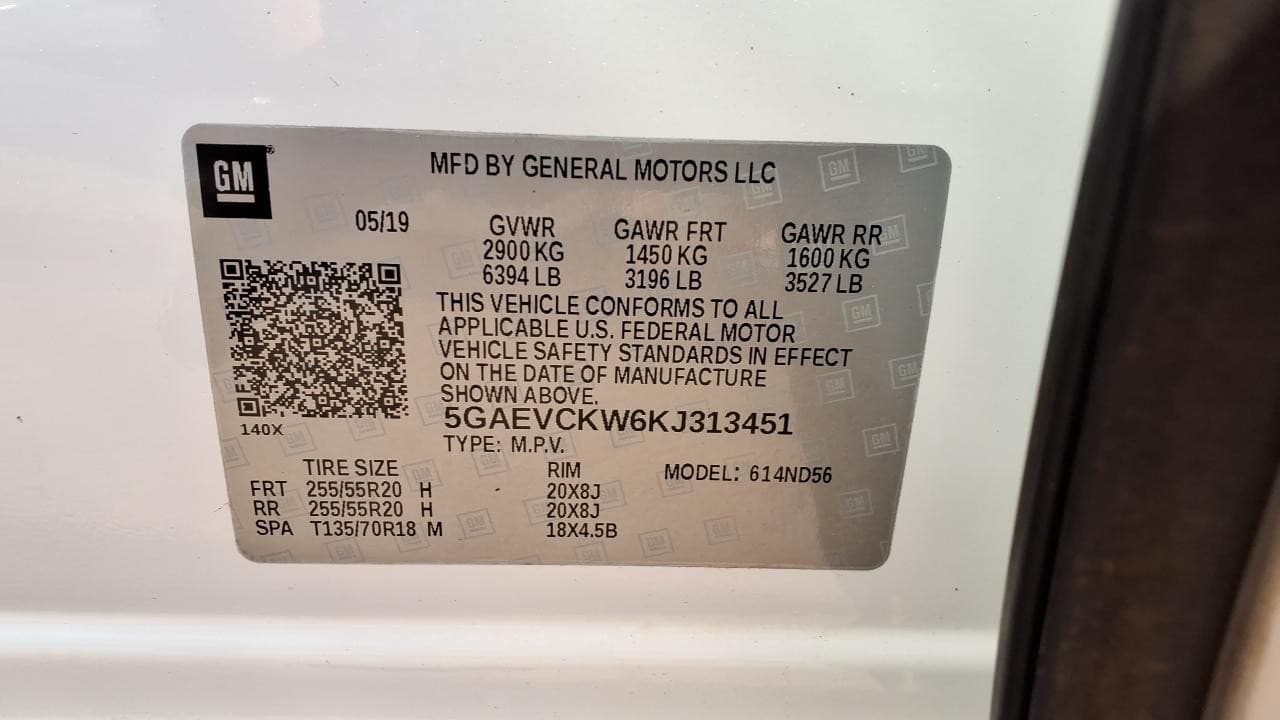 GM
MFD BY GENERAL MOTORS LLC
05/19 GVWR GAWR FRT GAWR RR
2900 KG 1450 KG 1600 KG
6394 LB 3196 LB 3527 LB
THIS VEHICLE CONFORMS TO ALL
APPLICABLE U.S. FEDERAL MOTOR
VEHICLE SAFETY STANDARDS IN EFFECT
ON THE DATE OF MANUFACTURE
SHOWN ABOVE.
5GAEVCKW6KJ313451
140X
TYPE: M.P.V.
TIRE SIZE RIM MODEL: 614ND56
FRT 255/55R20 H 20X8J
RR 255/55R20 H 20X8J
SPA T135/70R18 M 18X4.5B